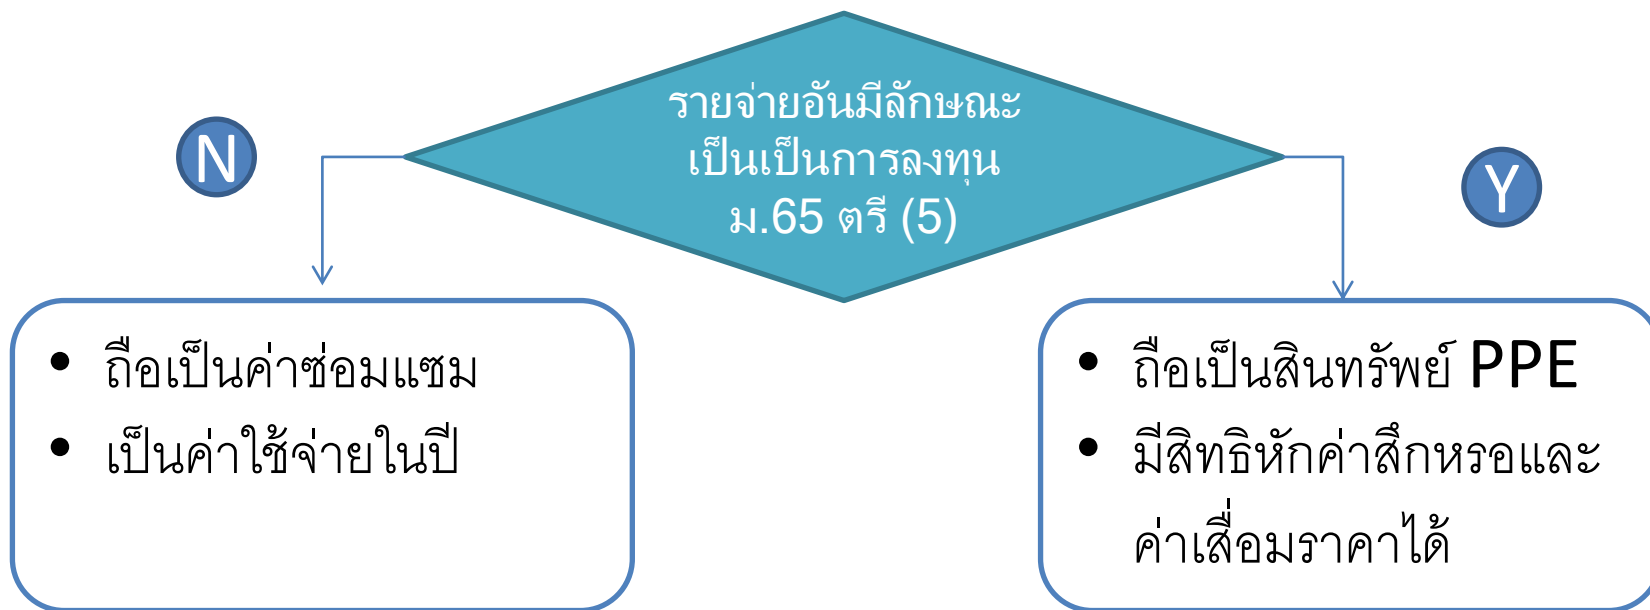 รายจ่ายอันมีลักษณะ
เป็นเป็นการลงทุน
ม.65 ตรี (5)
N
Y
• ถือเป็นค่าซ่อมแซม
• เป็นค่าใช้จ่ายในปี
• ถือเป็นสินทรัพย์ PPE
• มีสิทธิหักค่าสึกหรอและ
ค่าเสื่อมราคาได้